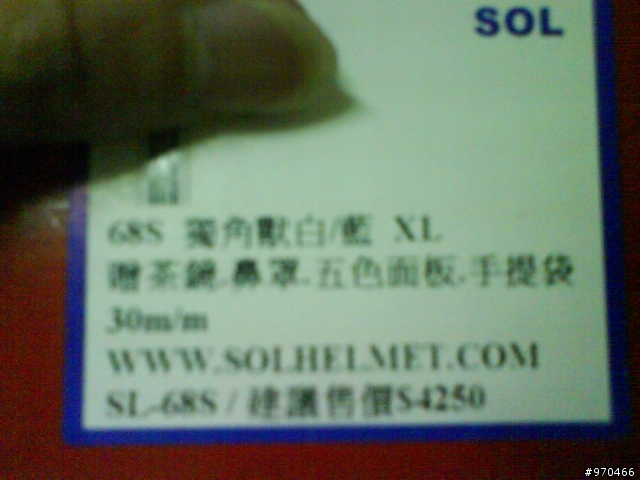 SOL
68S 獨角獸白/藍 XL
贈茶鏡.鼻罩.五色面板.手提袋
30m/m
WWW.SOLHELMET.COM
SL-68S / 建議售價$4250
#970466